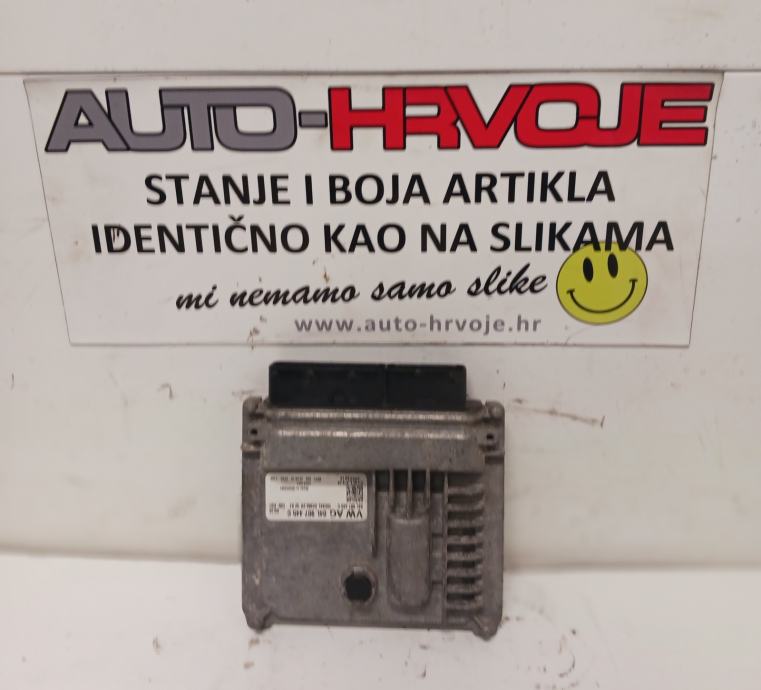 AUTO-HRVOJE
STANJE I BOJA ARTIKLA
IDENTIČNO KAO NA SLIKAMA
mi nemamo samo slike
www.auto-hrvoje.hr
VW AG